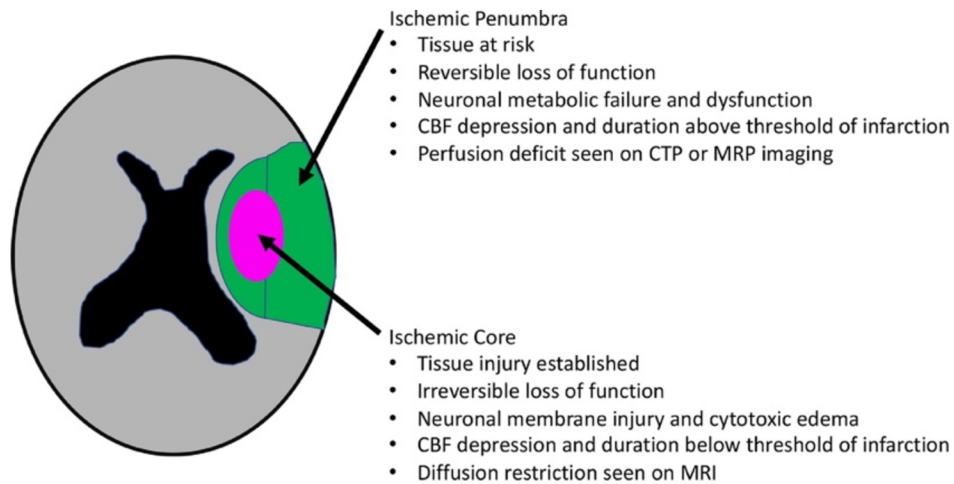 Ischemic Penumbra
• Tissue at risk
• Reversible loss of function
• Neuronal metabolic failure and dysfunction
• CBF depression and duration above threshold of infarction
• Perfusion deficit seen on CTP or MRP imaging
Ischemic Core
• Tissue injury established
• Irreversible loss of function
• Neuronal membrane injury and cytotoxic edema
• CBF depression and duration below threshold of infarction
• Diffusion restriction seen on MRI